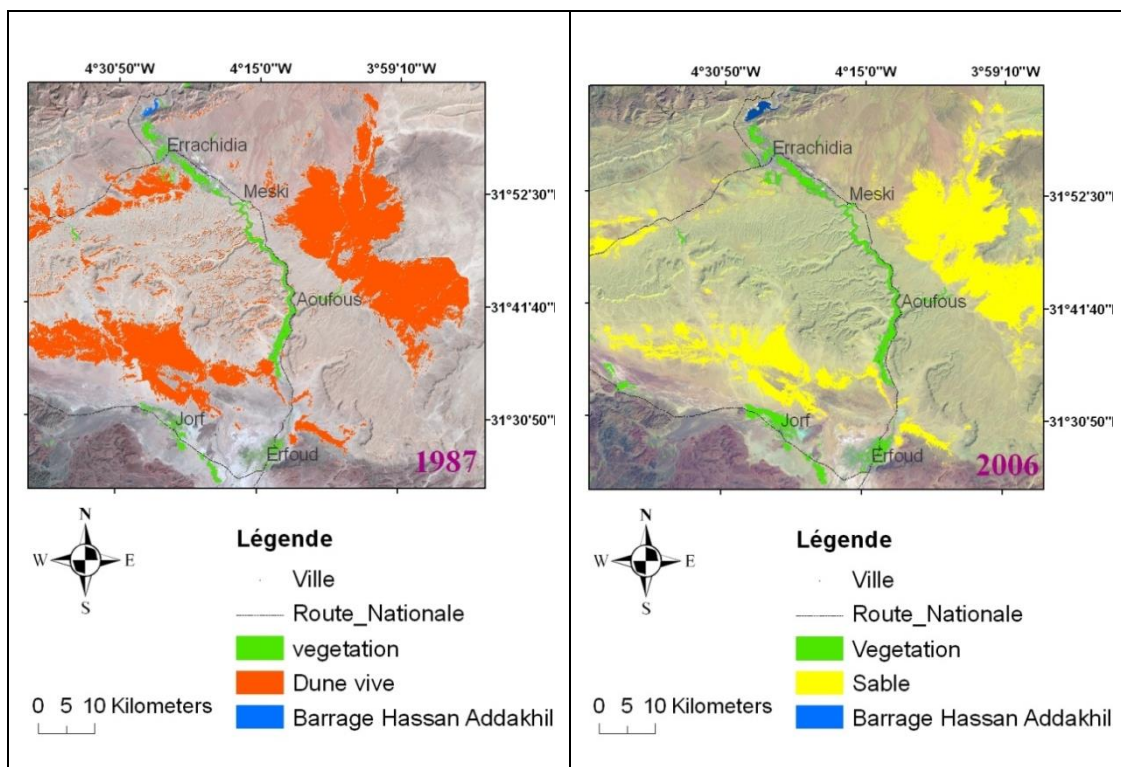 4°30'50"W 4°15'0"W 3°59'10"W
Errachidia
Meski
31°52'30"
Aoufous
31°41'40"
Jorf
31°30'50"
Erfoud
1987
N
W E
S
0 5 10 Kilometers
Légende
Ville
Route_Nationale
vegetation
Dune vive
Barrage Hassan Addakhil
4°30'50"W 4°15'0"W 3°59'10"W
Errachidia
Meski
31°52'30"
Aoufous
31°41'40"
Jorf
31°30'50"
Erfoud
2006
N
W E
S
0 5 10 Kilometers
Légende
Ville
Route_Nationale
Vegetation
Sable
Barrage Hassan Addakhil